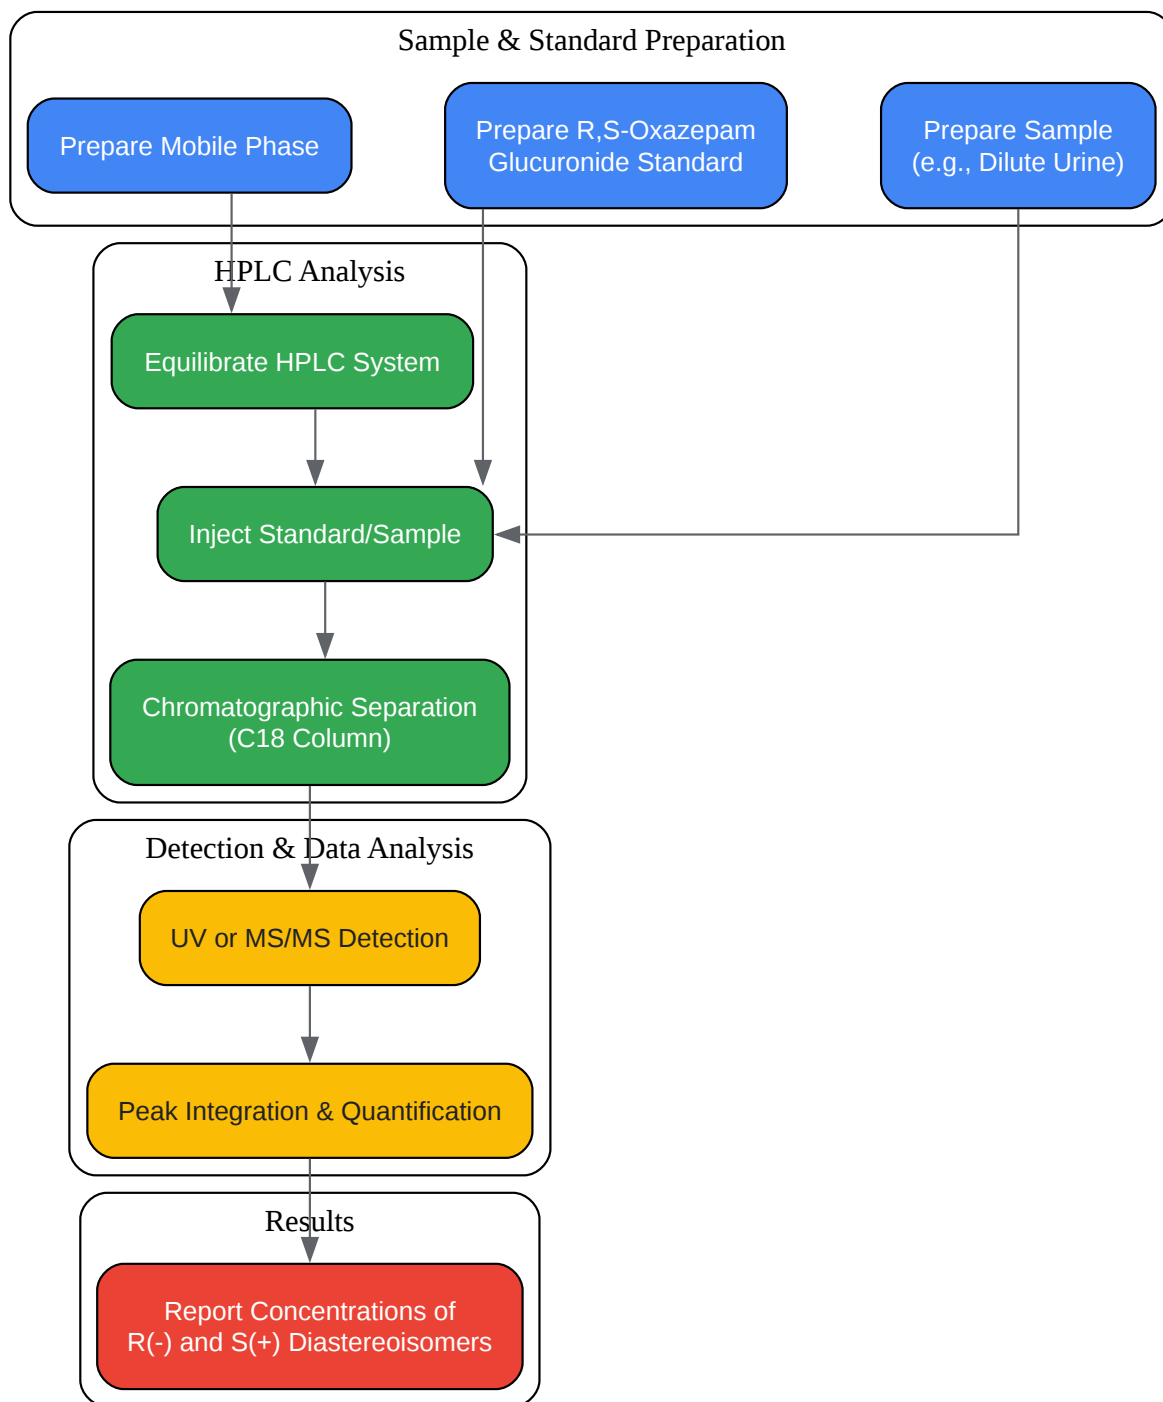 Sample & Standard Preparation
Prepare Mobile Phase
Prepare R,S-Oxazepam
Glucuronide Standard
Prepare Sample
(e.g., Dilute Urine)
HPLC Analysis
Equilibrate HPLC System
Inject Standard/Sample
Chromatographic Separation
(C18 Column)
Detection & Data Analysis
UV or MS/MS Detection
Peak Integration & Quantification
Results
Report Concentrations of
R(-) and S(+) Diastereoisomers